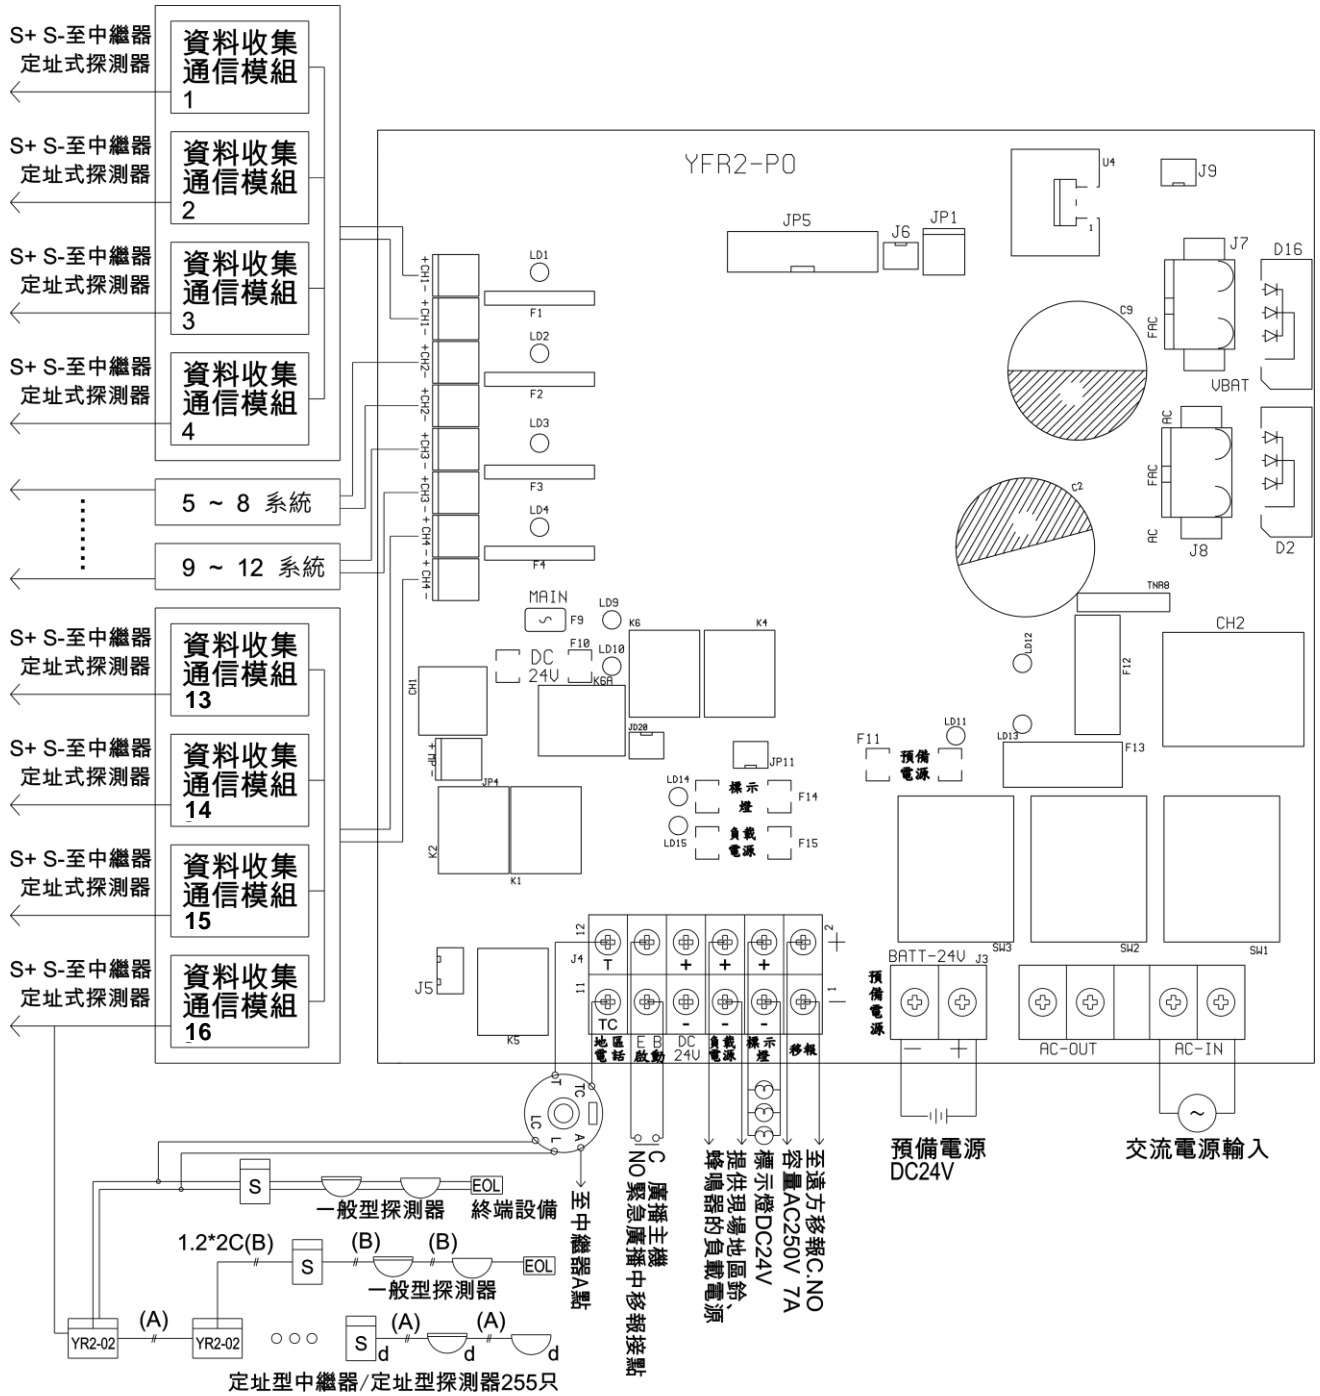 S+ S-至中繼器
定址式探測器
資料收集
通信模組
1
S+ S-至中繼器
定址式探測器
資料收集
通信模組
2
S+ S-至中繼器
定址式探測器
資料收集
通信模組
3
S+ S-至中繼器
定址式探測器
資料收集
通信模組
4
5 ~ 8 系統
9 ~ 12 系統
S+ S-至中繼器
定址式探測器
資料收集
通信模組
13
S+ S-至中繼器
定址式探測器
資料收集
通信模組
14
S+ S-至中繼器
定址式探測器
資料收集
通信模組
15
S+ S-至中繼器
定址式探測器
資料收集
通信模組
16
YFR2-PO
JP5
J6
JP1
U4
1
J9
J7
D16
FAC
VBAT
C9
AC
FAC
AC
J8
D2
C2
+CH1-
+CH1-
+CH2-
+CH2-
+CH3-
+CH3-
+CH4-
+CH4-
LD1
F1
LD2
F2
LD3
F3
LD4
F4
MAIN
F9
LD9
DC
24V
F10
LD10
K6
K4
K6A
CH1
JD20
+MP-
JP4
JP11
K2
K1
TNR8
LD12
F12
CH2
LD11
LD13
F13
F11
預備
電源
LD14
標示
燈
F14
LD15
負載
電源
F15
SW3
SW2
SW1
J5
K5
12
J4
11
T
+
+
+
2
+
TC
-
-
-
1
-
地區
電話
E B
啟動
DC
24V
負載
電源
標示
燈
移報
BATT-24V
J3
預備電源
-
+
AC-OUT
AC-IN
預備電源
DC24V
~
交流電源輸入
T
TC
LC
L
A
至中繼器A點
C 廣播主機
NO 緊急廣播中移報接點
提供現場地區鈴、
蜂鳴器的負載電源
標示燈DC24V
至遠方移報C.NO
容量AC250V 7A
S
一般型探測器
EOL
終端設備
1.2*2C(B)
S
(B)
(B)
一般型探測器
EOL
YR2-02
(A)
YR2-02
S
d
(A)
d
(A)
d
定址型中繼器/定址型探測器255只